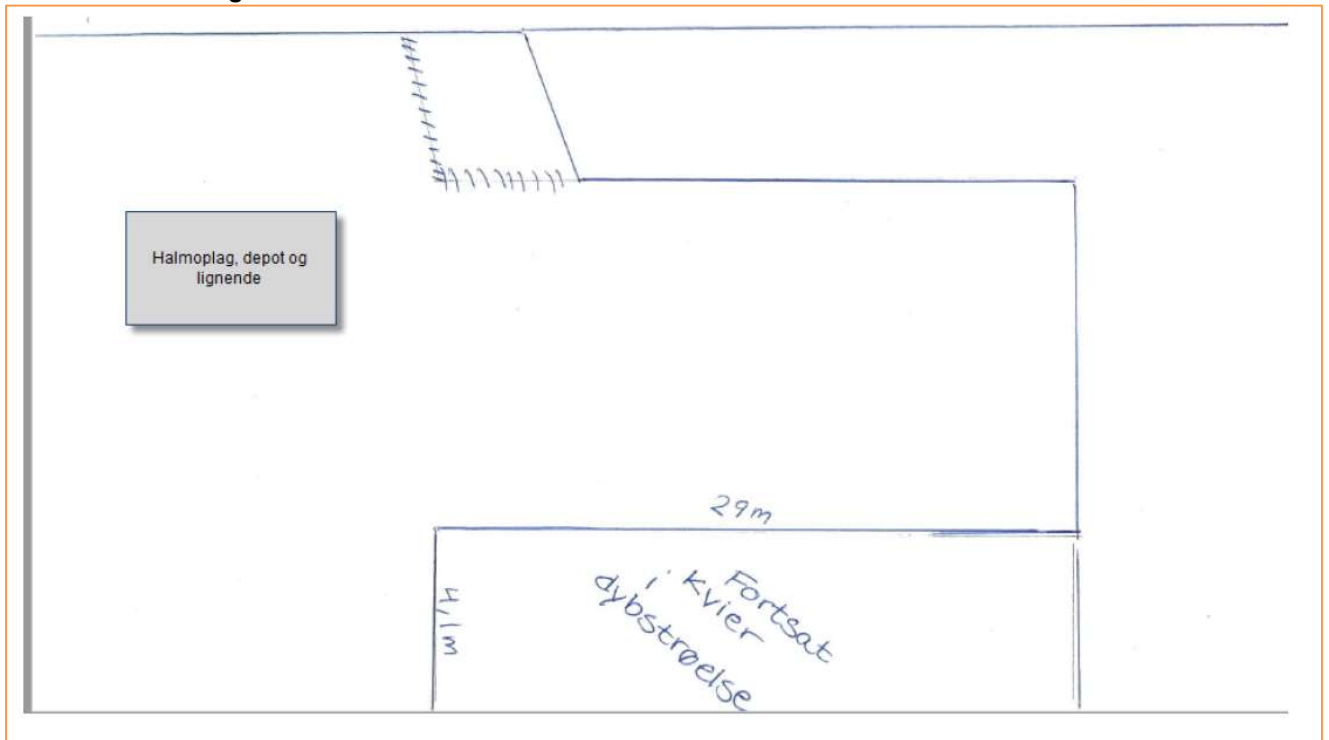 Halmoplag, depot og
lignende
29m
4,1m
Fortsat
Kvier
i
dybstrøelse